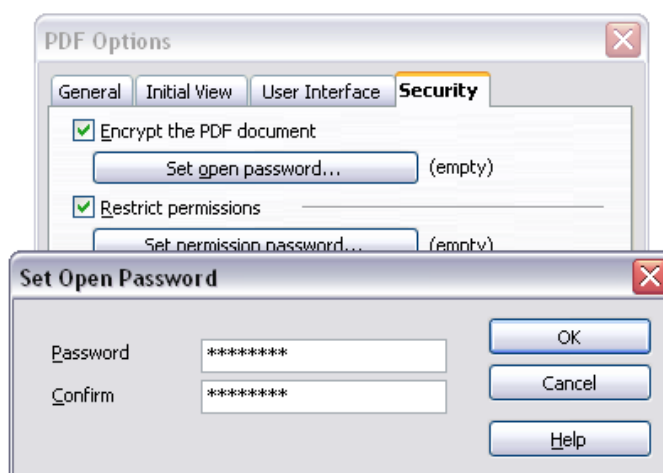 PDF Options
General Initial View User Interface Security
Encrypt the PDF document
Set open password... (empty)
Restrict permissions
Set permission password... (empty)
Set Open Password
Password ******** OK
Confirm ******** Cancel
Help